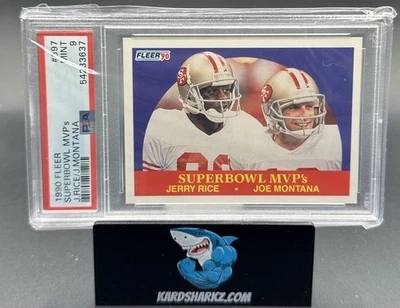 1990 FLEER
SUPERBOWL MVP's
J.RICE/J.MONTANA
#397
MINT 9
54233637
PSA
FLEER '90
SUPERBOWL MVP's
JERRY RICE • JOE MONTANA
KARDSHARKZ.COM